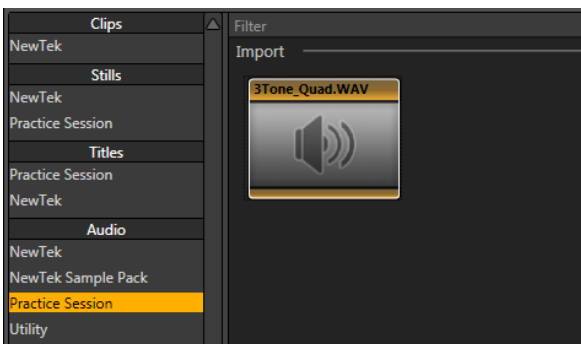 Clips
NewTek
Stills
NewTek
Practice Session
Titles
Practice Session
NewTek
Audio
NewTek
NewTek Sample Pack
Practice Session
Utility
Filter
Import
3Tone_Quad.WAV